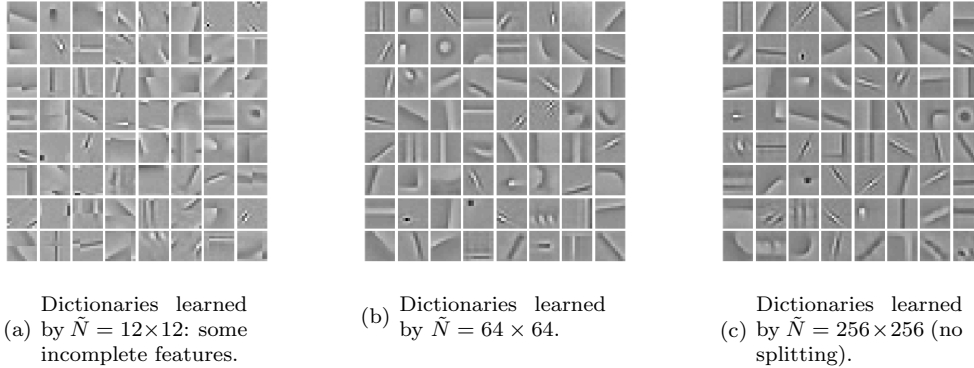 (a) Dictionaries learned
by Ñ = 12×12: some
incomplete features.
(b) Dictionaries learned
by Ñ = 64 × 64.
(c) Dictionaries learned
by Ñ = 256×256 (no
splitting).